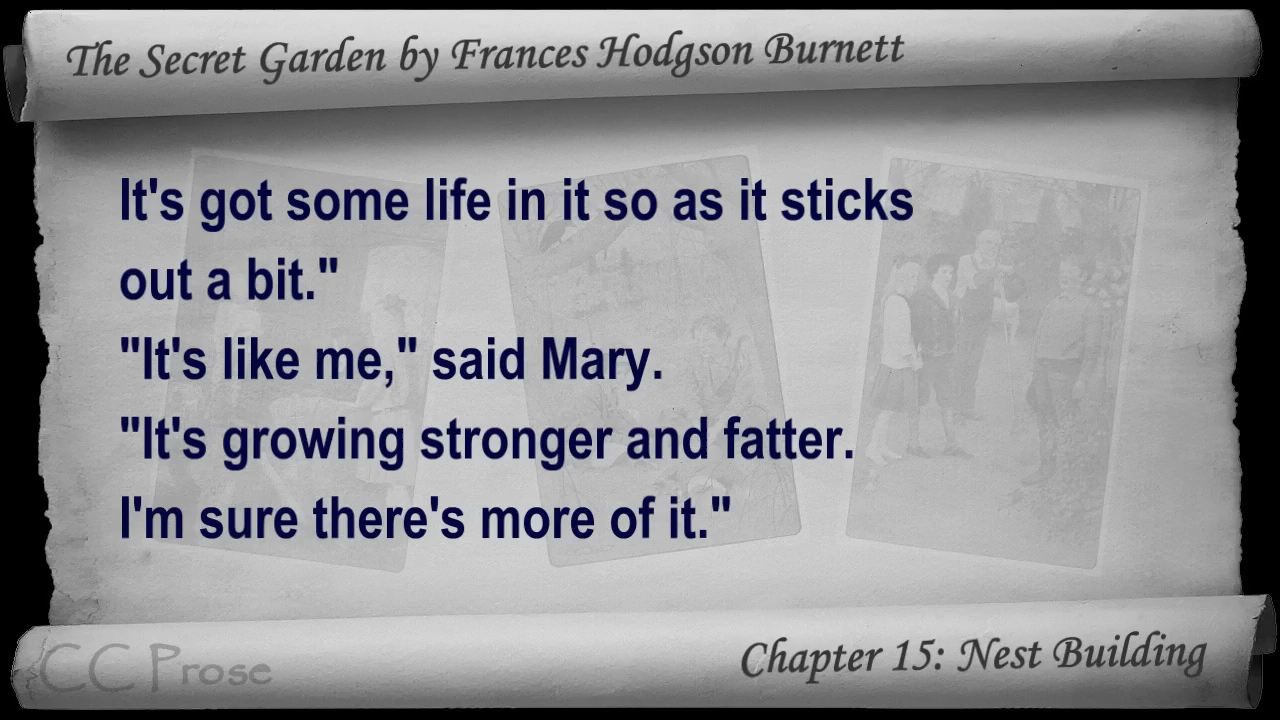 The Secret Garden by Frances Hodgson Burnett
It's got some life in it so as it sticks
out a bit."
"It's like me," said Mary.
"It's growing stronger and fatter.
I'm sure there's more of it."
CC Prose
Chapter 15: Nest Building